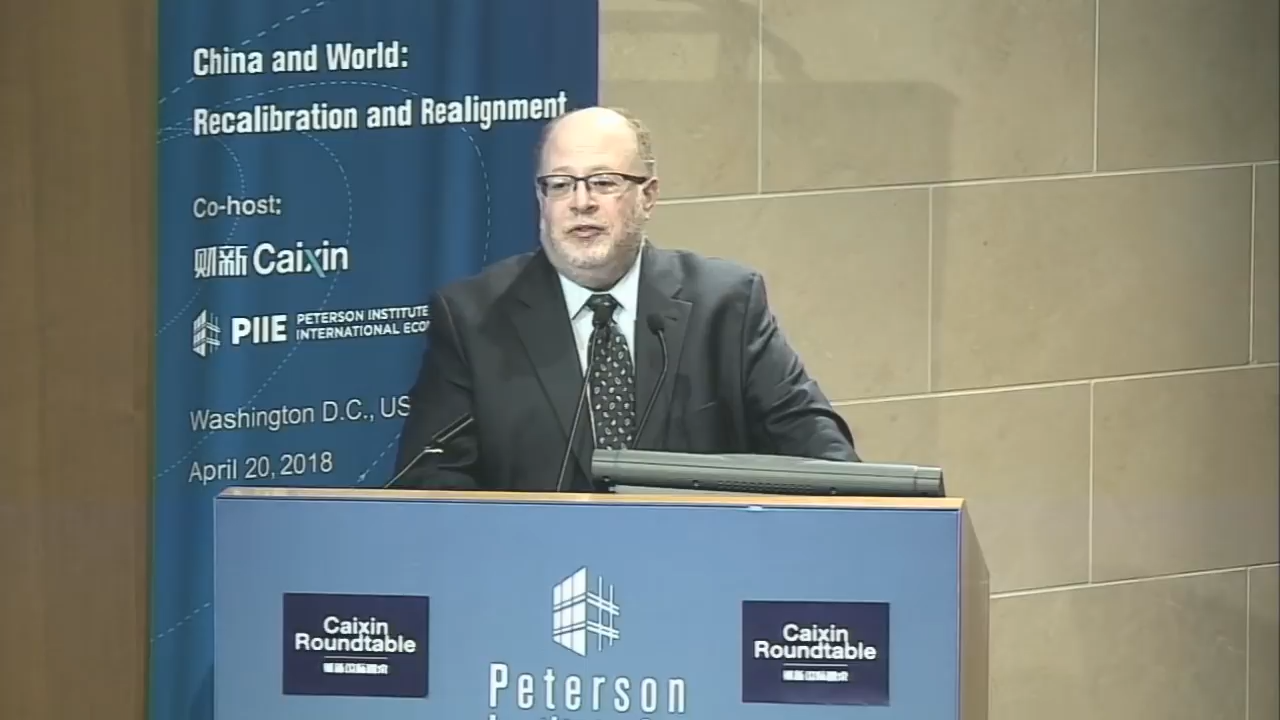 China and World:
Recalibration and Realignment
Co-host:
财新 Caixin
PIIE PETERSON INSTITUTE
INTERNATIONAL
Washington D.C., US
April 20, 2018
Caixin
Roundtable
Peterson
Caixin
Roundtable